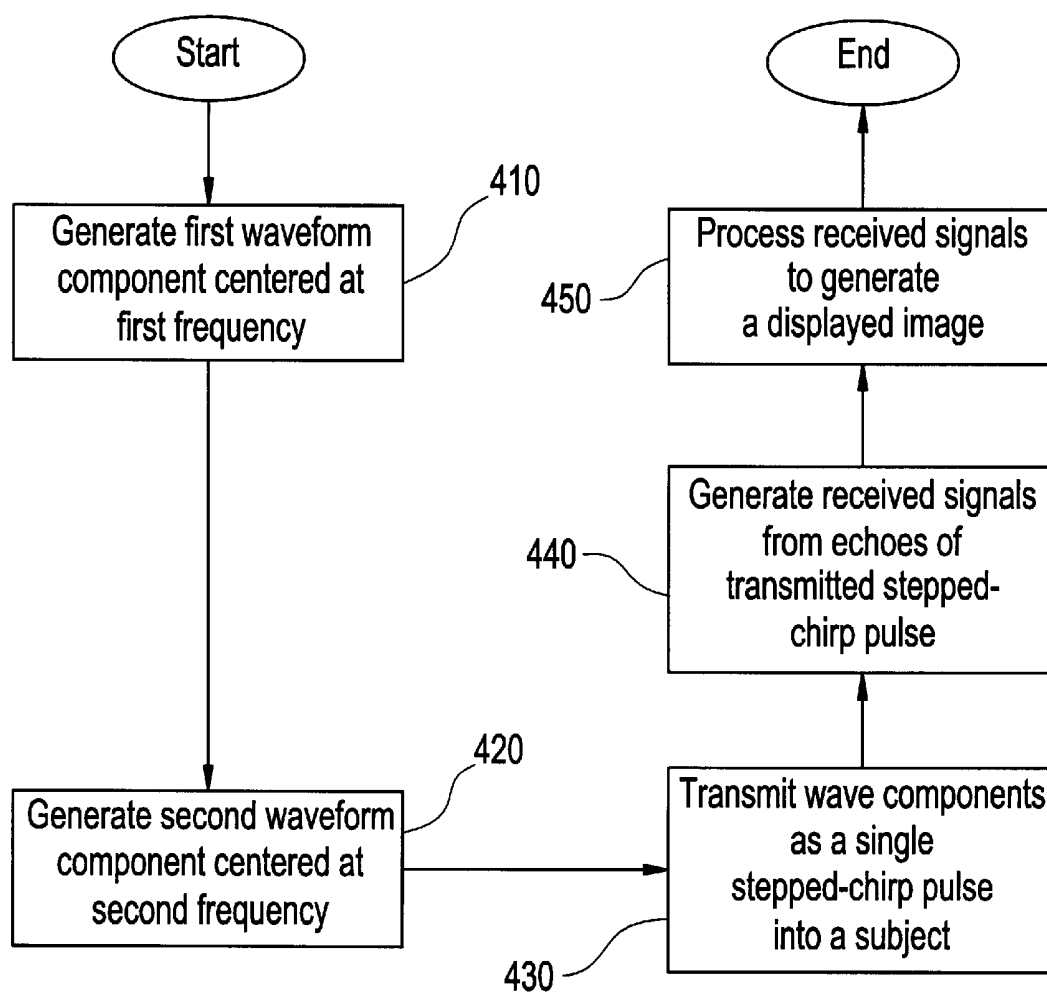 Start
410
Generate first waveform
component centered at
first frequency
420
Generate second waveform
component centered at
second frequency
Transmit wave components
as a single
stepped-chirp pulse
into a subject
430
Generate received signals
from echoes of
transmitted stepped-
chirp pulse
440
Process received signals
to generate
a displayed image
450
End